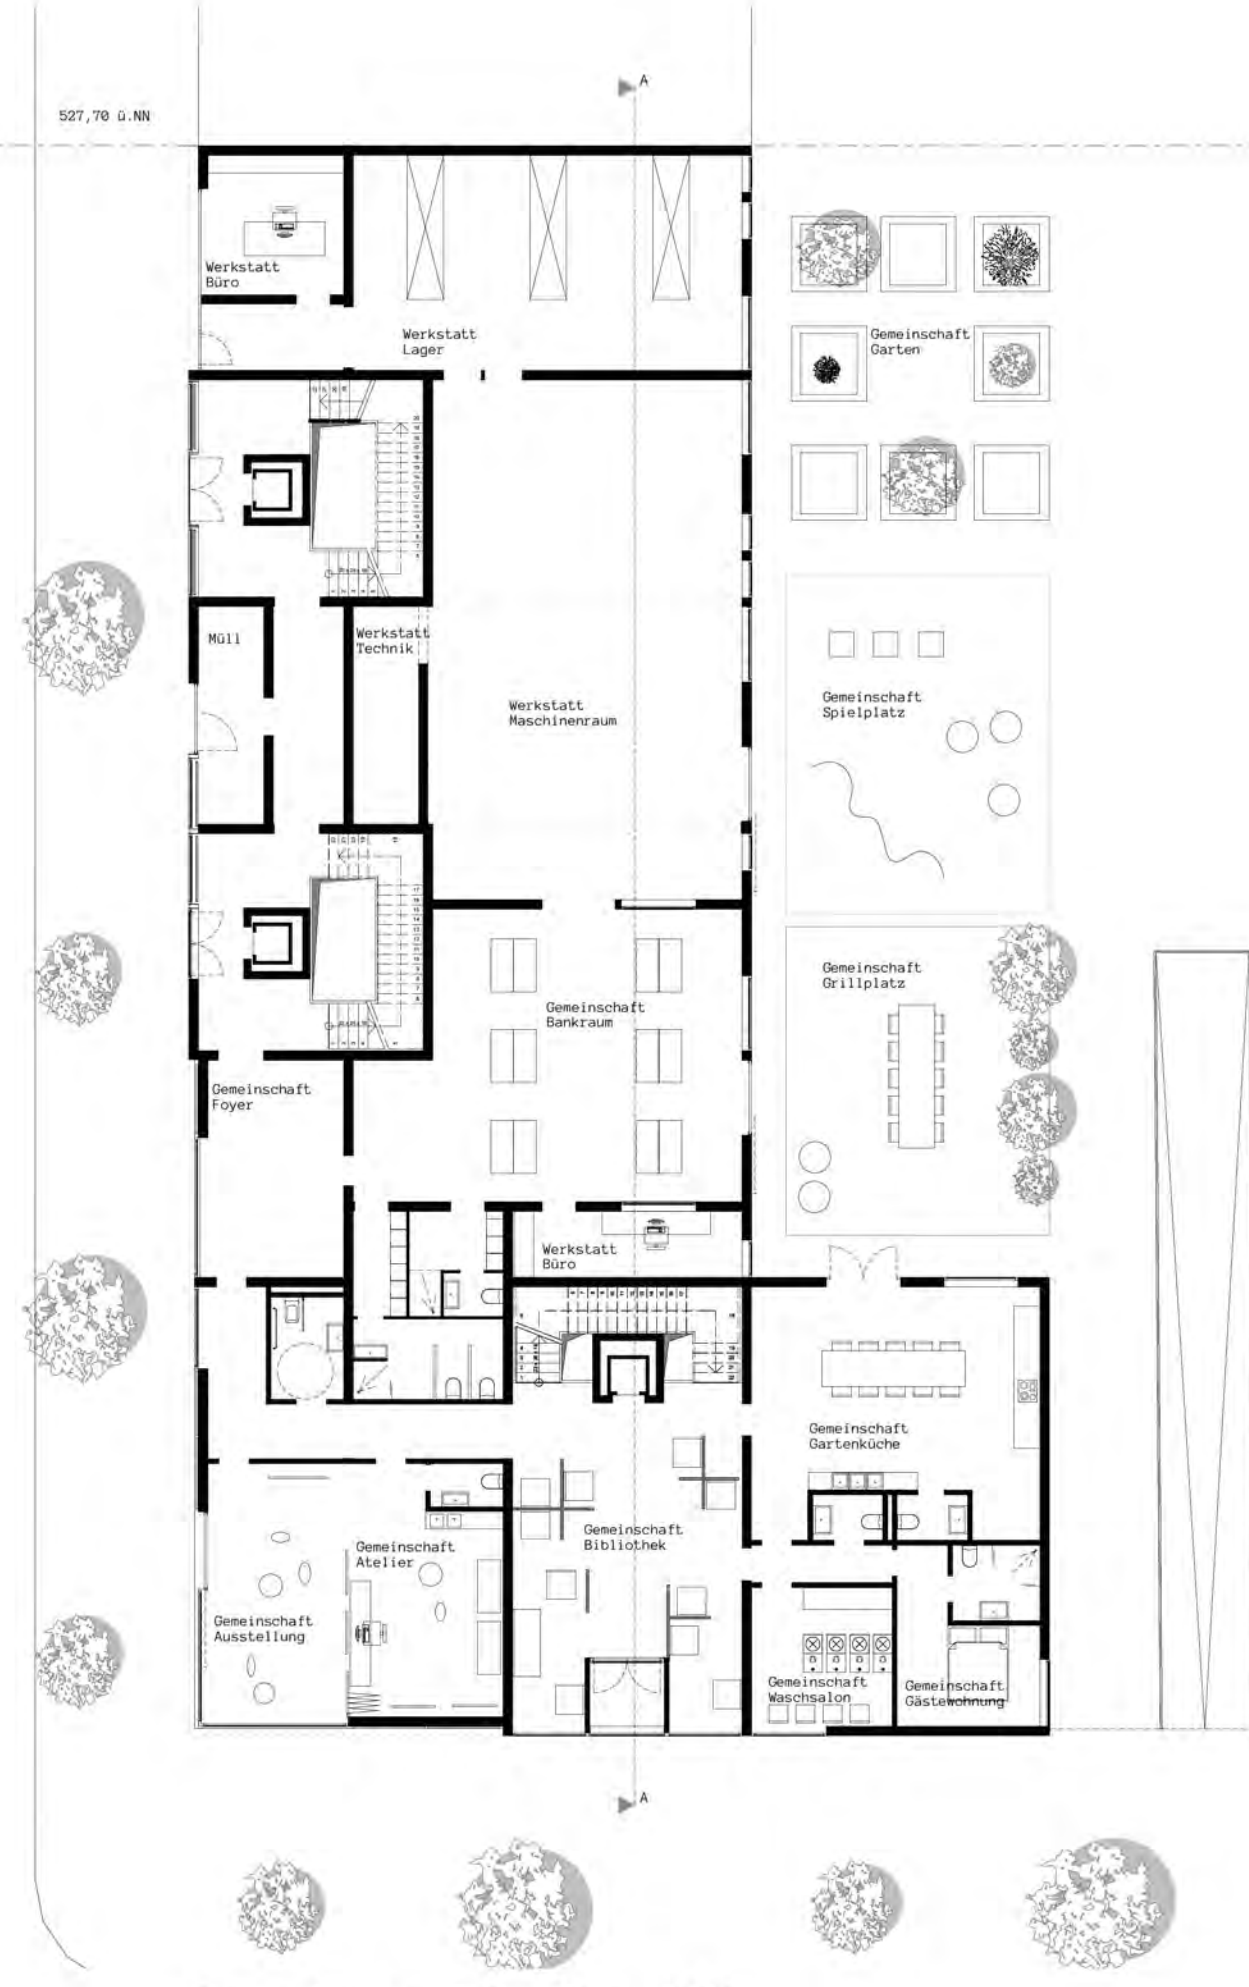 A
527,70 ü.NN
Werkstatt
Büro
Werkstatt
Lager
Gemeinschaft
Garten
Müll
Werkstatt
Technik
Werkstatt
Maschinenraum
Gemeinschaft
Spielplatz
Gemeinschaft
Grillplatz
Gemeinschaft
Bankraum
Gemeinschaft
Foyer
Werkstatt
Büro
Gemeinschaft
Gartenküche
Gemeinschaft
Bibliothek
Gemeinschaft
Atelier
Gemeinschaft
Ausstellung
Gemeinschaft
Waschsalon
Gemeinschaft
Gästewohnung
A